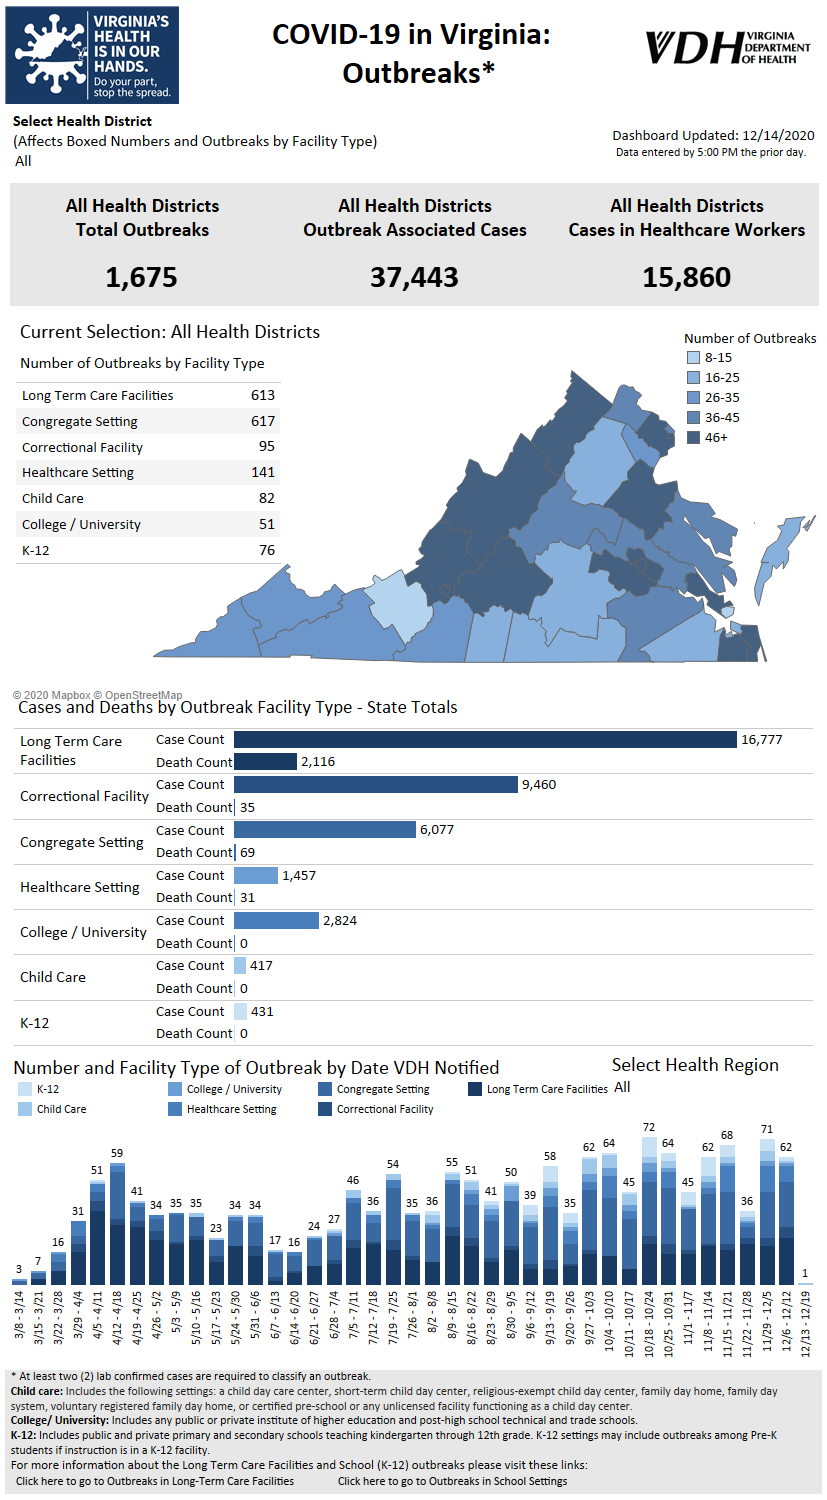 VIRGINIA'S
HEALTH
IS IN OUR
HANDS.
Do your part,
stop the spread.
COVID-19 in Virginia:
Outbreaks*
VDH VIRGINIA
DEPARTMENT
OF HEALTH
Select Health District
(Affects Boxed Numbers and Outbreaks by Facility Type)
All
Dashboard Updated: 12/14/2020
Data entered by 5:00 PM the prior day.
All Health Districts
Total Outbreaks
1,675
All Health Districts
Outbreak Associated Cases
37,443
All Health Districts
Cases in Healthcare Workers
15,860
Current Selection: All Health Districts
Number of Outbreaks by Facility Type
Long Term Care Facilities 613
Congregate Setting 617
Correctional Facility 95
Healthcare Setting 141
Child Care 82
College / University 51
K-12 76
Number of Outbreaks
8-15
16-25
26-35
36-45
46+
© 2020 Mapbox © OpenStreetMap
Cases and Deaths by Outbreak Facility Type - State Totals
Long Term Care
Facilities
Case Count 16,777
Death Count 2,116
Correctional Facility
Case Count 9,460
Death Count 35
Congregate Setting
Case Count 6,077
Death Count 69
Healthcare Setting
Case Count 1,457
Death Count 31
College / University
Case Count 2,824
Death Count 0
Child Care
Case Count 417
Death Count 0
K-12
Case Count 431
Death Count 0
Number and Facility Type of Outbreak by Date VDH Notified
Select Health Region
All
K-12
College / University
Congregate Setting
Long Term Care Facilities
Child Care
Healthcare Setting
Correctional Facility
3 7 16 31 51 59 41 34 35 35 23 34 34 17 16 24 27 46 36 54 35 36 55 51 41 50 39 58 35 62 64 45 72 64 45 62 68 36 71 62 1
3/8 - 3/14
3/15 - 3/21
3/22 - 3/28
3/29 - 4/4
4/5 - 4/11
4/12 - 4/18
4/19 - 4/25
4/26 - 5/2
5/3 - 5/9
5/10 - 5/16
5/17 - 5/23
5/24 - 5/30
5/31 - 6/6
6/7 - 6/13
6/14 - 6/20
6/21 - 6/27
6/28 - 7/4
7/5 - 7/11
7/12 - 7/18
7/19 - 7/25
7/26 - 8/1
8/2 - 8/8
8/9 - 8/15
8/16 - 8/22
8/23 - 8/29
8/30 - 9/5
9/6 - 9/12
9/13 - 9/19
9/20 - 9/26
9/27 - 10/3
10/4 - 10/10
10/11 - 10/17
10/18 - 10/24
10/25 - 10/31
11/1 - 11/7
11/8 - 11/14
11/15 - 11/21
11/22 - 11/28
11/29 - 12/5
12/6 - 12/12
12/13 - 12/19
* At least two (2) lab confirmed cases are required to classify an outbreak.
Child care: Includes the following settings: a child day care center, short-term child day center, religious-exempt child day center, family day home, family day
system, voluntary registered family day home, or certified pre-school or any unlicensed facility functioning as a child day center.
College/ University: Includes any public or private institute of higher education and post-high school technical and trade schools.
K-12: Includes public and private primary and secondary schools teaching kindergarten through 12th grade. K-12 settings may include outbreaks among Pre-K
students if instruction is in a K-12 facility.
For more information about the Long Term Care Facilities and School (K-12) outbreaks please visit these links:
Click here to go to Outbreaks in Long-Term Care Facilities
Click here to go to Outbreaks in School Settings